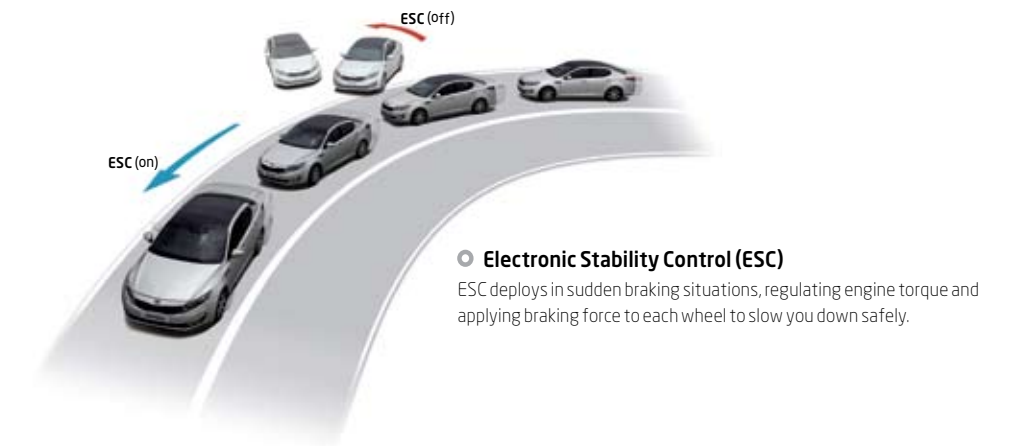 ESC (off)
ESC (on)
Electronic Stability Control (ESC)
ESC deploys in sudden braking situations, regulating engine torque and
applying braking force to each wheel to slow you down safely.